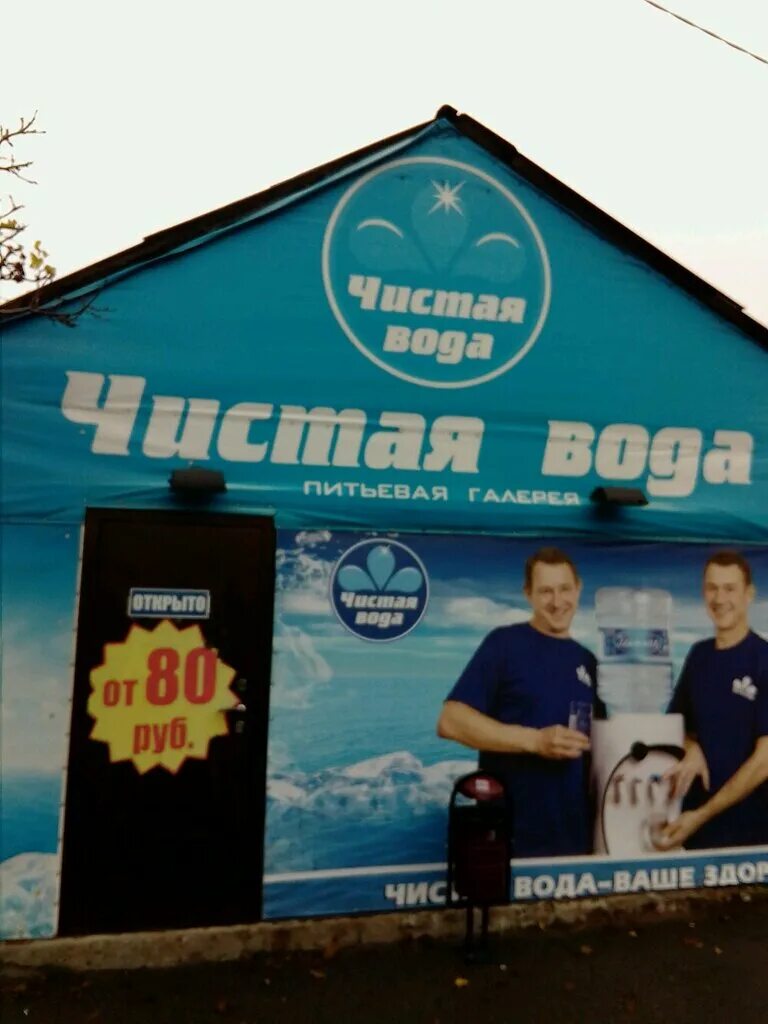 Чистая
вода
Чистая вода
ПИТЬЕВАЯ ГАЛЕРЕЯ
ОТКРЫТО
от 80
руб.
Чистая
вода
ВОДА-ВАШЕ